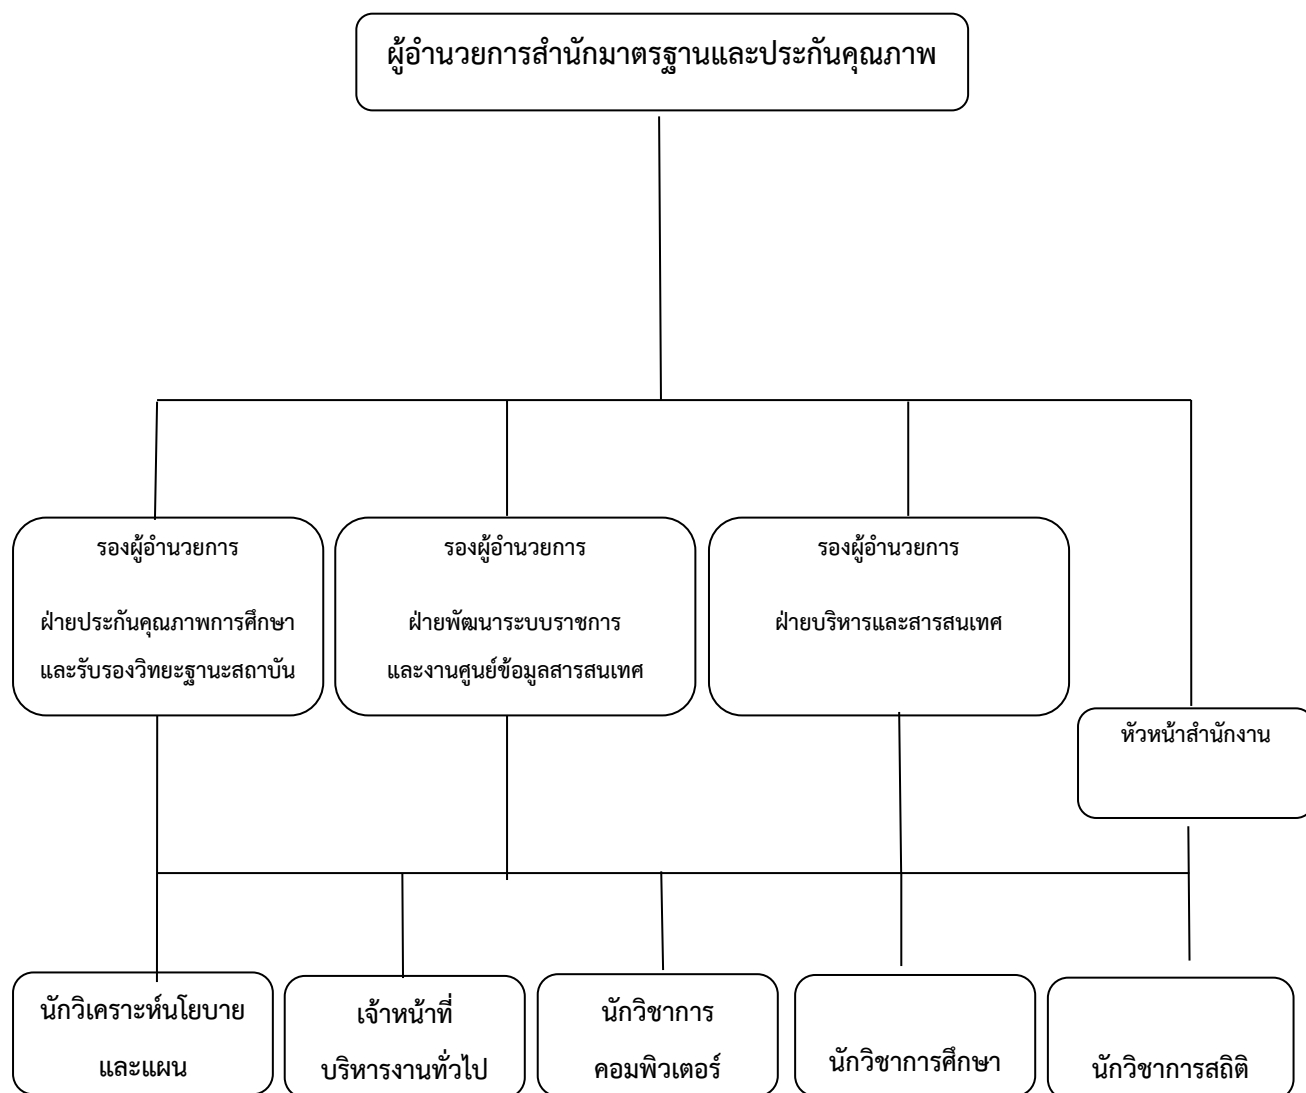 ผู้อำนวยการสำนักมาตรฐานและประกันคุณภาพ
รองผู้อำนวยการ
ฝ่ายประกันคุณภาพการศึกษา
และรับรองวิทยะฐานะสถาบัน
รองผู้อำนวยการ
ฝ่ายพัฒนาระบบราชการ
และงานศูนย์ข้อมูลสารสนเทศ
รองผู้อำนวยการ
ฝ่ายบริหารและสารสนเทศ
หัวหน้าสำนักงาน
นักวิเคราะห์นโยบาย
และแผน
เจ้าหน้าที่
บริหารงานทั่วไป
นักวิชาการ
คอมพิวเตอร์
นักวิชาการศึกษา
นักวิชาการสถิติ